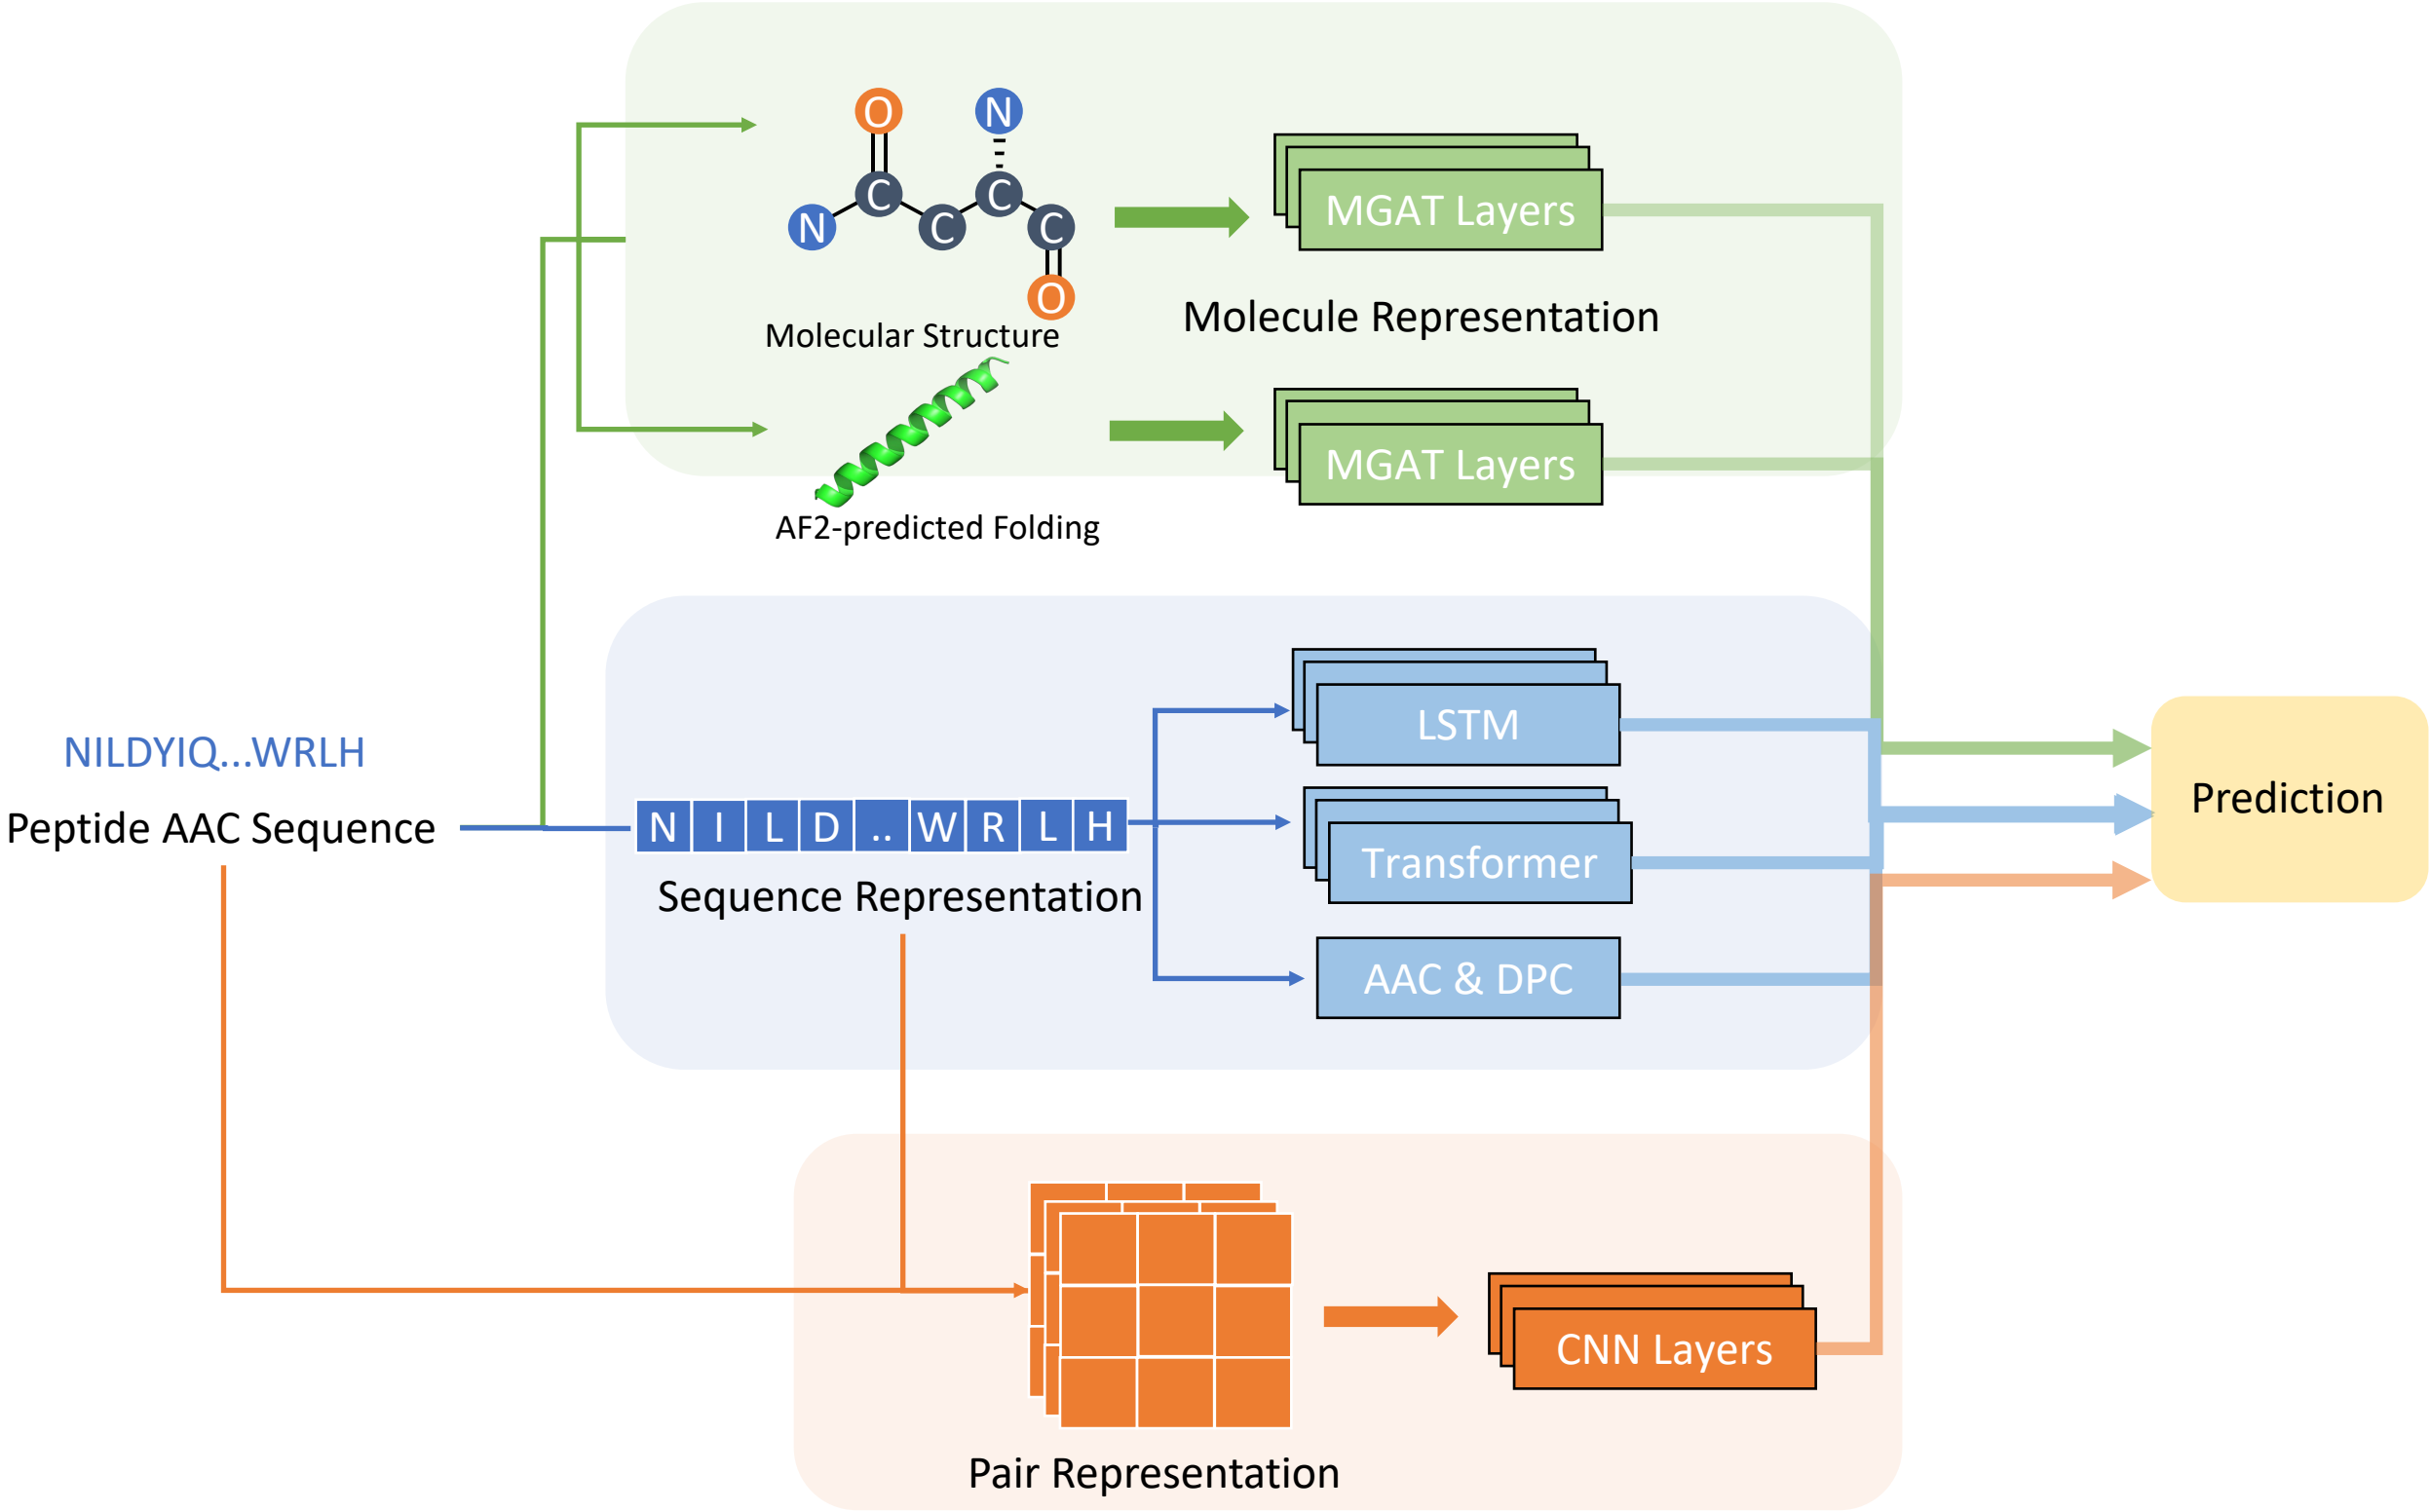 O
N
C
C
N
C
C
O
MGAT Layers
Molecule Representation
Molecular Structure
MGAT Layers
AF2-predicted Folding
NILDYIQ...WRLH
Peptide AAC Sequence
N I L D .. W R L H
Sequence Representation
LSTM
Transformer
AAC & DPC
Prediction
CNN Layers
Pair Representation